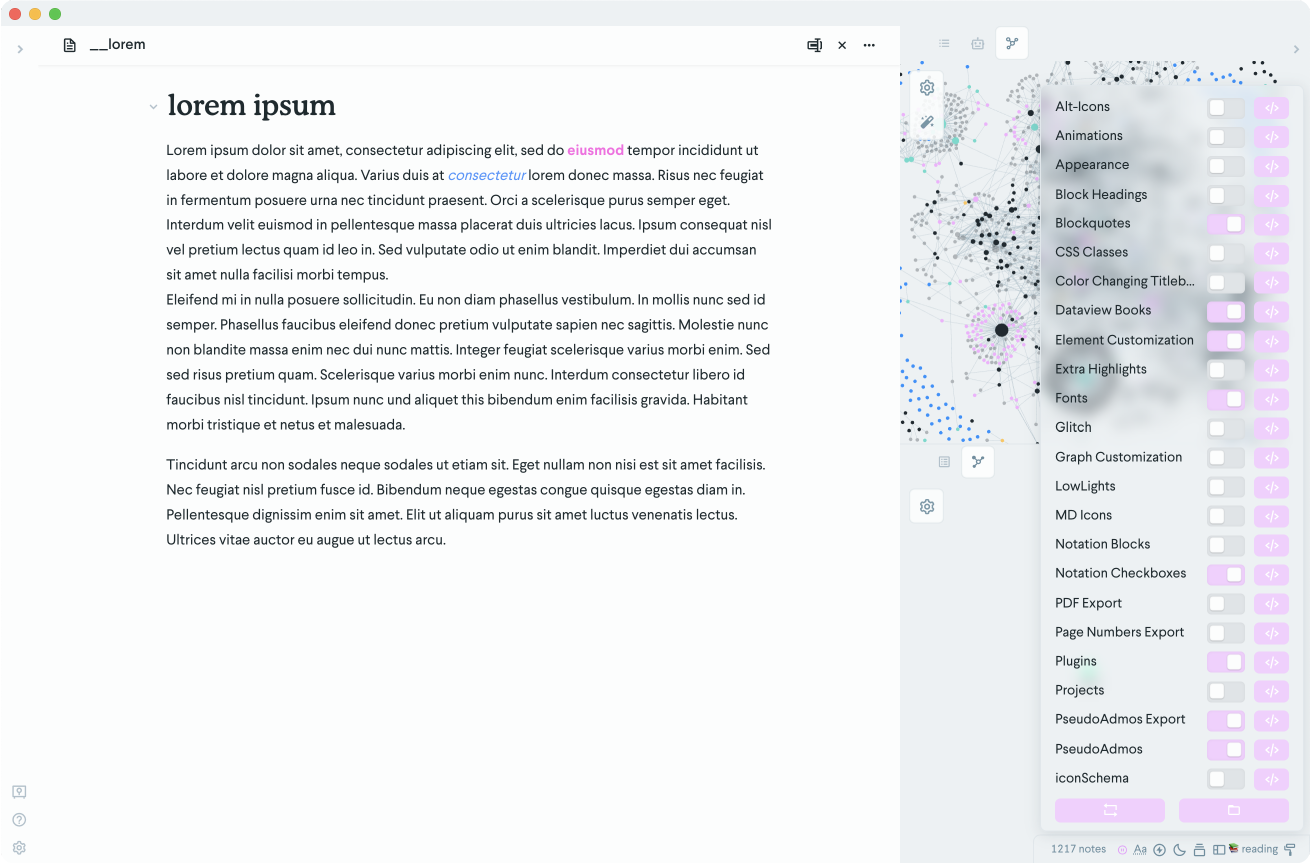 __lorem
lorem ipsum
Lorem ipsum dolor sit amet, consectetur adipiscing elit, sed do eiusmod tempor incididunt ut
labore et dolore magna aliqua. Varius duis at consectetur lorem donec massa. Risus nec feugiat
in fermentum posuere urna nec tincidunt praesent. Orci a scelerisque purus semper eget.
Interdum velit euismod in pellentesque massa placerat duis ultricies lacus. Ipsum consequat nisl
vel pretium lectus quam id leo in. Sed vulputate odio ut enim blandit. Imperdiet dui accumsan
sit amet nulla facilisi morbi tempus.
Eleifend mi in nulla posuere sollicitudin. Eu non diam phasellus vestibulum. In mollis nunc sed id
semper. Phasellus faucibus eleifend donec pretium vulputate sapien nec sagittis. Molestie nunc
non blandite massa enim nec dui nunc mattis. Integer feugiat scelerisque varius morbi enim. Sed
sed risus pretium quam. Scelerisque varius morbi enim nunc. Interdum consectetur libero id
faucibus nisl tincidunt. Ipsum nunc und aliquet this bibendum enim facilisis gravida. Habitant
morbi tristique et netus et malesuada.
Tincidunt arcu non sodales neque sodales ut etiam sit. Eget nullam non nisi est sit amet facilisis.
Nec feugiat nisl pretium fusce id. Bibendum neque egestas congue quisque egestas diam in.
Pellentesque dignissim enim sit amet. Elit ut aliquam purus sit amet luctus venenatis lectus.
Ultrices vitae auctor eu augue ut lectus arcu.
Alt-Icons
Animations
Appearance
Block Headings
Blockquotes
CSS Classes
Color Changing Titleb...
Dataview Books
Element Customization
Extra Highlights
Fonts
Glitch
Graph Customization
LowLights
MD Icons
Notation Blocks
Notation Checkboxes
PDF Export
Page Numbers Export
Plugins
Projects
PseudoAdmos Export
PseudoAdmos
iconSchema
1217 notes Aa reading